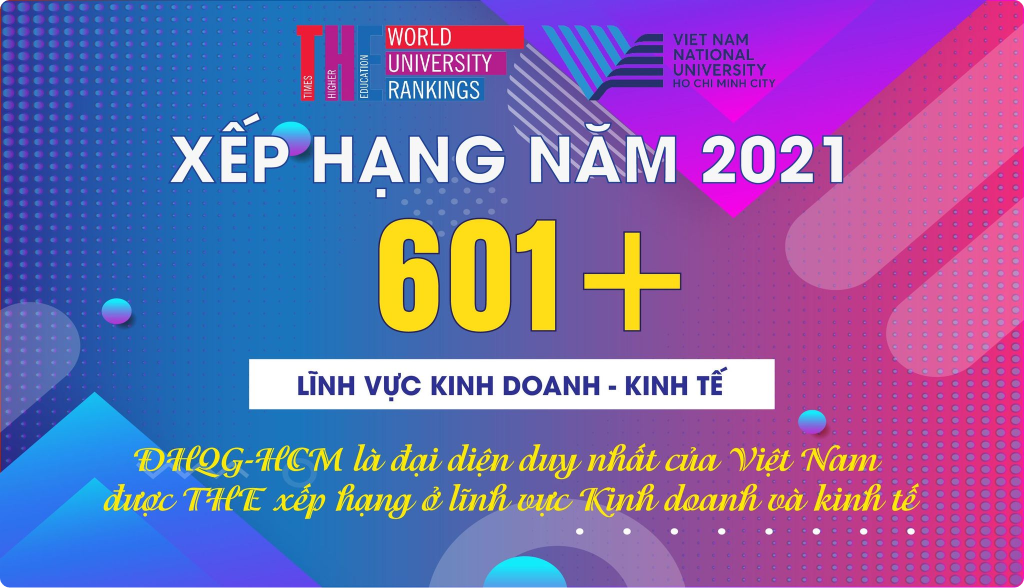 THE
TIMES
HIGHER
EDUCATION
WORLD
UNIVERSITY
RANKINGS
VIET NAM
NATIONAL
UNIVERSITY
HO CHI MINH CITY
XẾP HẠNG NĂM 2021
601+
LĨNH VỰC KINH DOANH - KINH TẾ
ĐHQG-HCM là đại diện duy nhất của Việt Nam
được THE xếp hạng ở lĩnh vực Kinh doanh và kinh tế